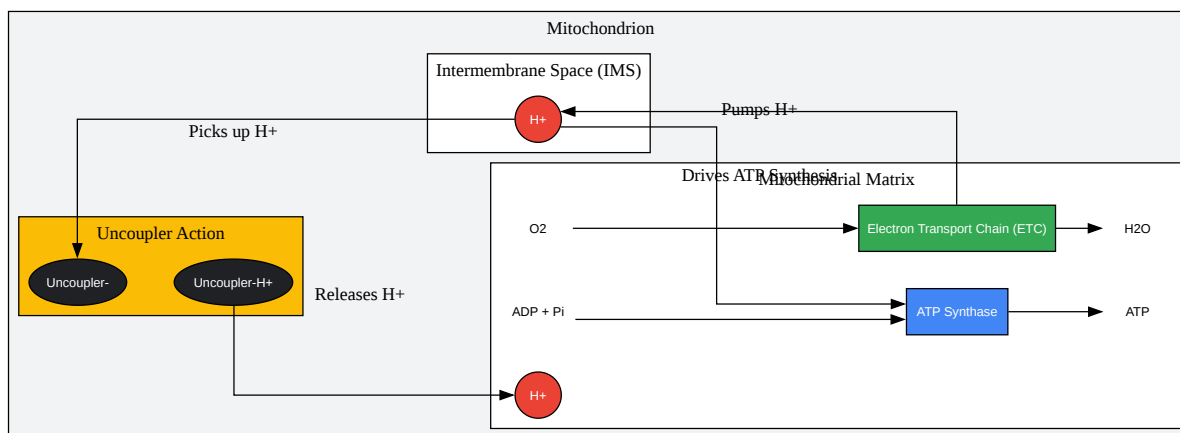 Mitochondrion
Intermembrane Space (IMS)
H+
Pumps H+
Picks up H+
Drives ATP Synthesis
Mitochondrial Matrix
Uncoupler Action
Uncoupler-
Uncoupler-H+
Releases H+
O2
Electron Transport Chain (ETC)
H2O
ADP + Pi
ATP Synthase
ATP
H+